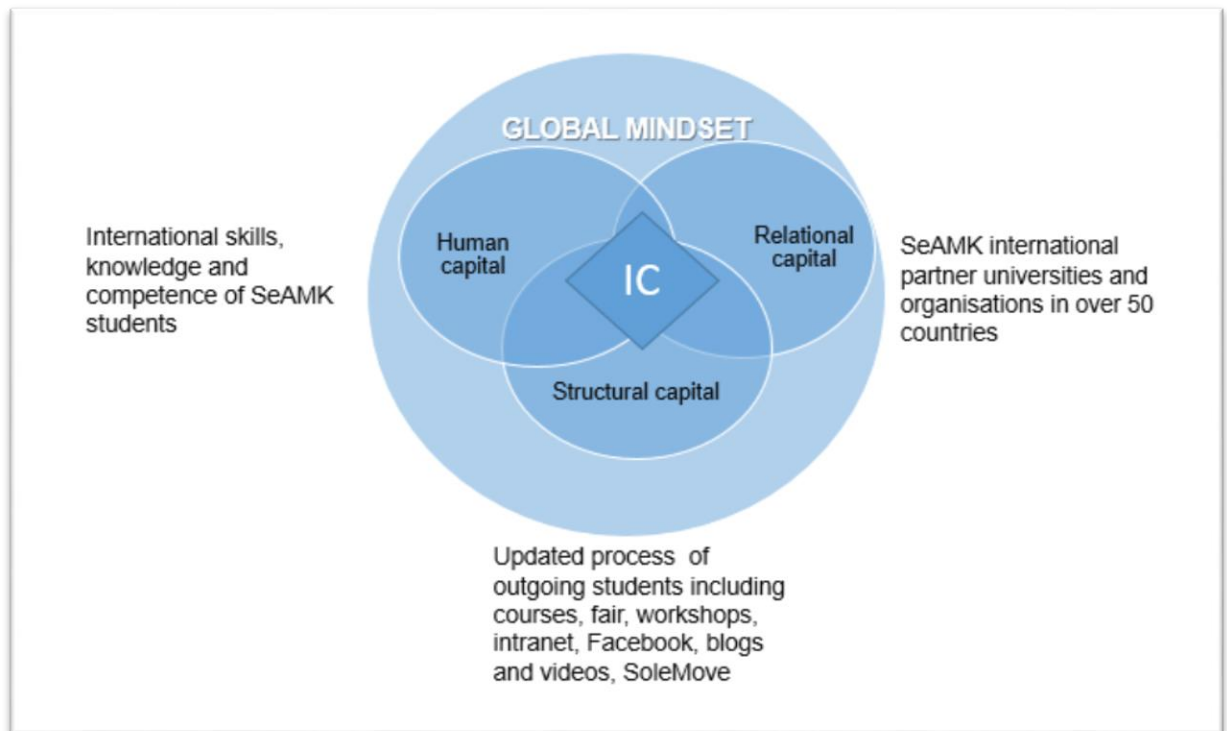 GLOBAL MINDSET
International skills,
knowledge and
competence of SeAMK
students
Human
capital
IC
Relational
capital
SeAMK international
partner universities and
organisations in over 50
countries
Structural capital
Updated process of
outgoing students including
courses, fair, workshops,
intranet, Facebook, blogs
and videos, SoleMove